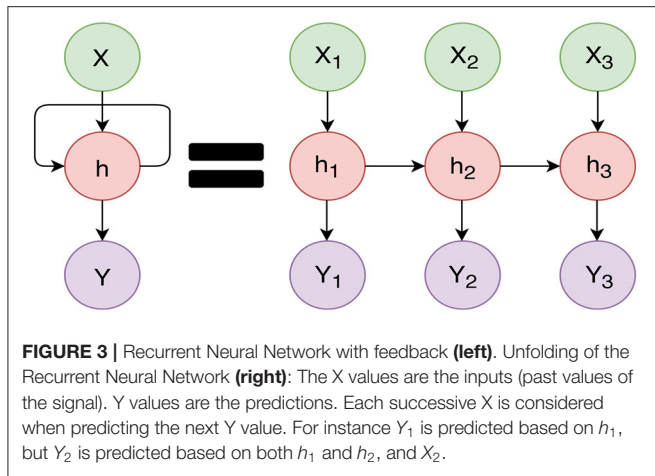 X X₁ X₂ X₃
h h₁ h₂ h₃
Y Y₁ Y₂ Y₃
FIGURE 3 | Recurrent Neural Network with feedback (left). Unfolding of the
Recurrent Neural Network (right): The X values are the inputs (past values of
the signal). Y values are the predictions. Each successive X is considered
when predicting the next Y value. For instance Y₁ is predicted based on h₁,
but Y₂ is predicted based on both h₁ and h₂, and X₂.